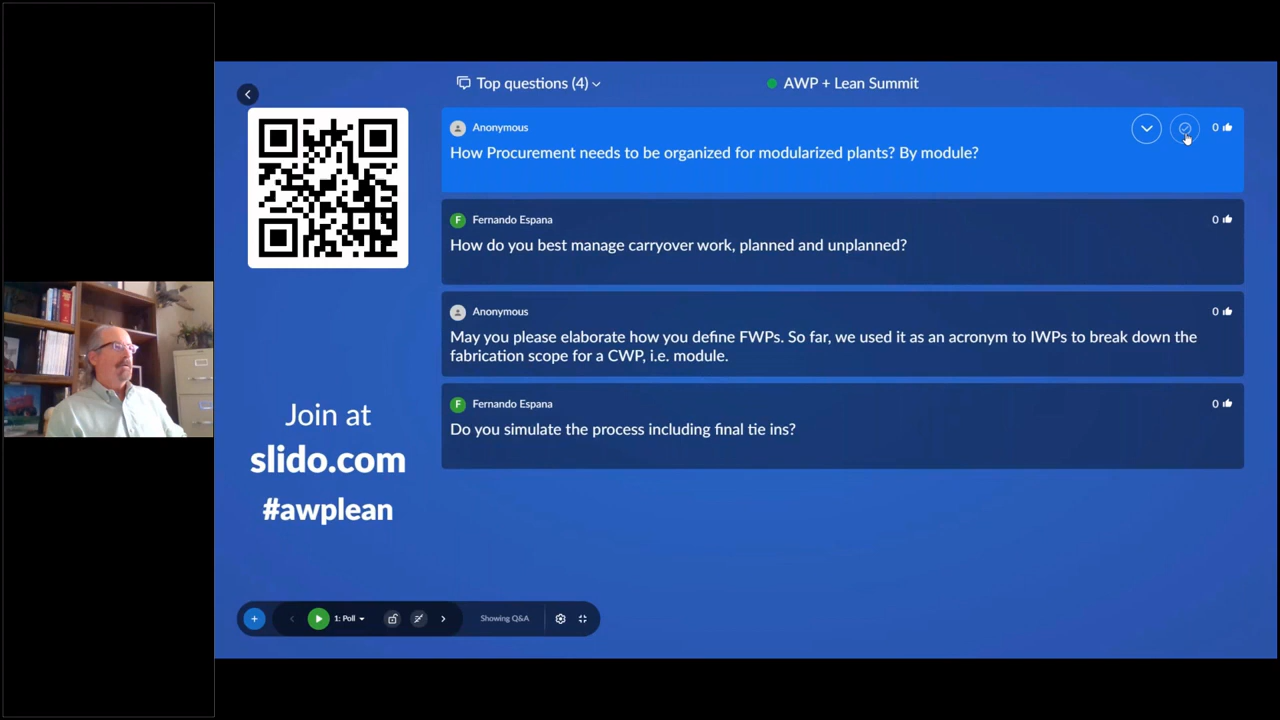 Top questions (4)
AWP + Lean Summit
Anonymous
0
How Procurement needs to be organized for modularized plants? By module?
F
Fernando Espana
0
How do you best manage carryover work, planned and unplanned?
Anonymous
0
May you please elaborate how you define FWPs. So far, we used it as an acronym to IWPs to break down the
fabrication scope for a CWP, i.e. module.
F
Fernando Espana
0
Do you simulate the process including final tie ins?
Join at
slido.com
#awplean
1: Poll
Showing Q&A